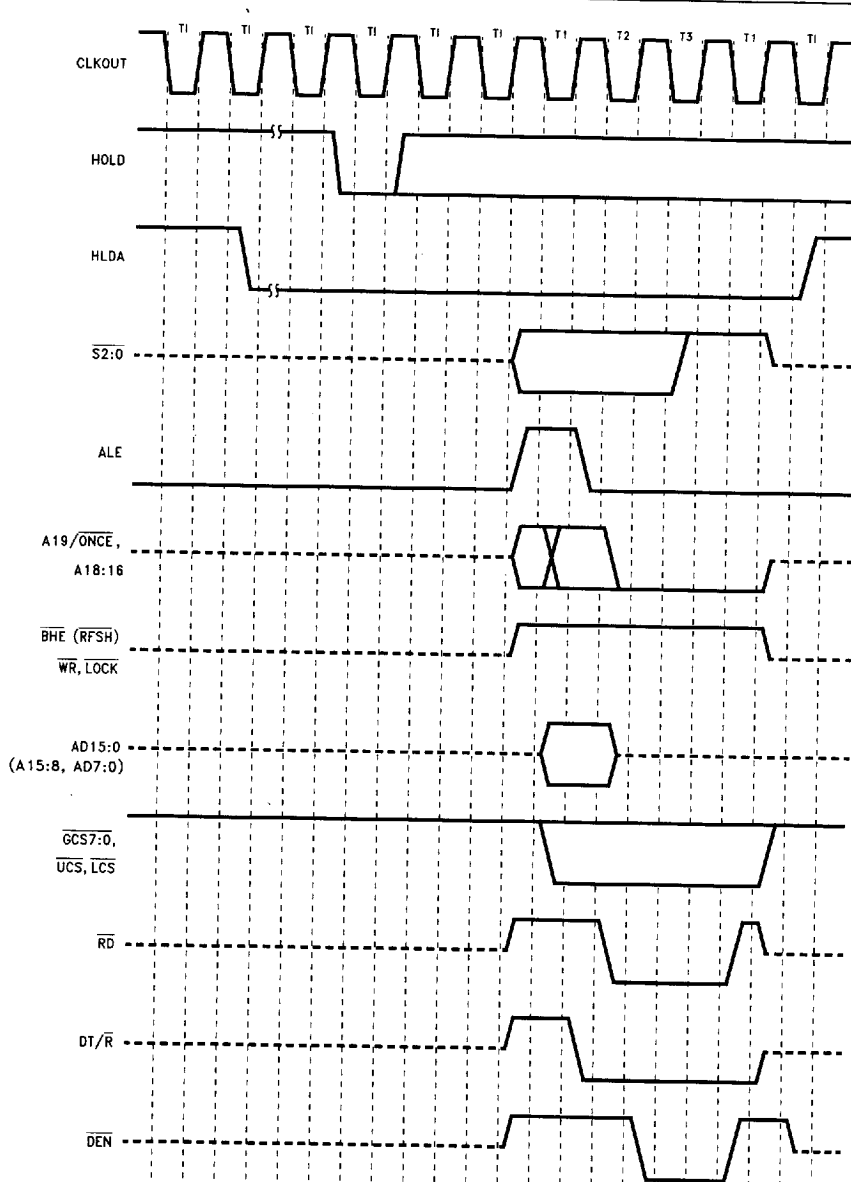 TI TI TI TI TI TI T1 T2 T3 T1 TI
CLKOUT
HOLD
HLDA
S2:0
ALE
A19/ONCE,
A18:16
BHE (RFSH)
WR, LOCK
AD15:0
(A15:8, AD7:0)
GCS7:0,
UCS, LCS
RD
DT/R
DEN